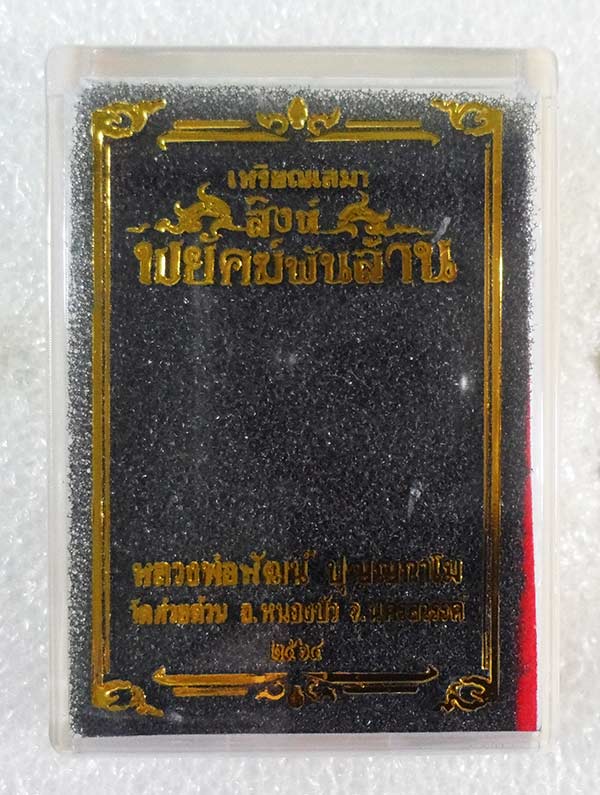 เหรียญเสมา
สิงห์
พยัคฆ์พันล้าน
หลวงพ่อพัฒน์ ปุญฺญกาโม
วัดห้วยด้วน อ.หนองบัว จ.นครสวรรค์
๒๕๖๔